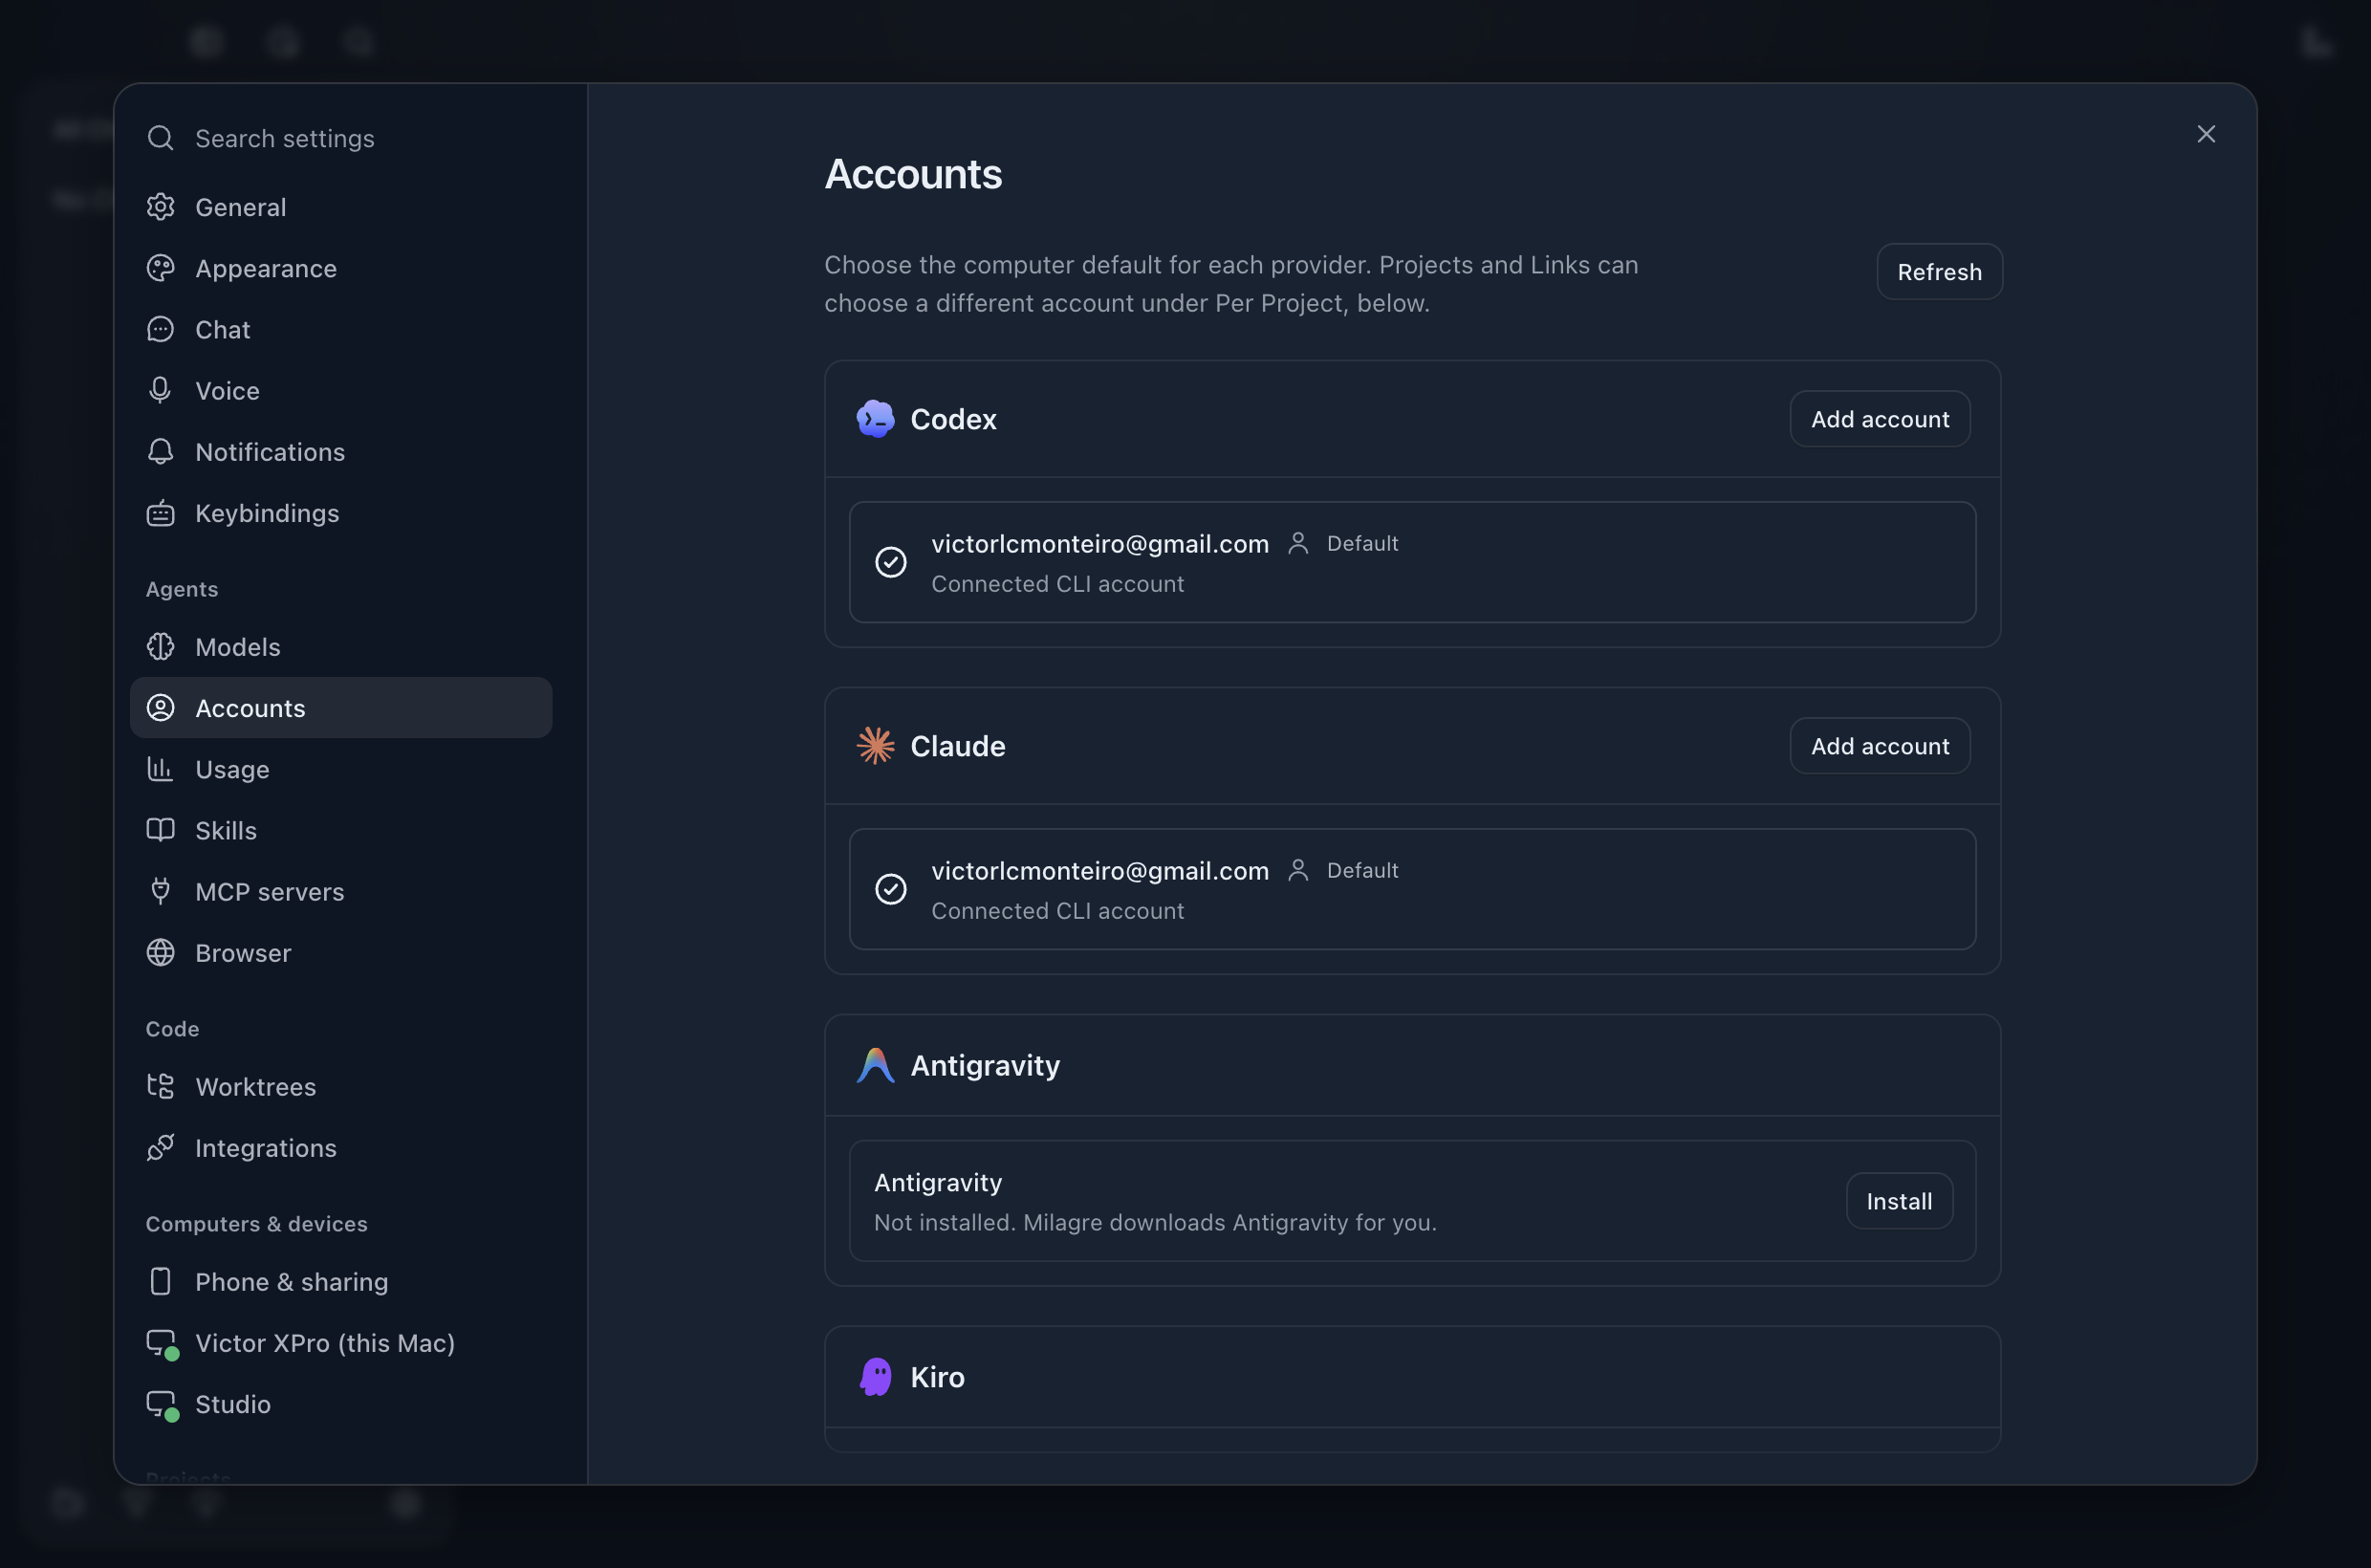 Search settings
General
Appearance
Chat
Voice
Notifications
Keybindings
Agents
Models
Accounts
Usage
Skills
MCP servers
Browser
Code
Worktrees
Integrations
Computers & devices
Phone & sharing
Victor XPro (this Mac)
Studio
Projects
Accounts
Choose the computer default for each provider. Projects and Links can
choose a different account under Per Project, below.
Refresh
Codex
Add account
victorlcmonteiro@gmail.com Default
Connected CLI account
Claude
Add account
victorlcmonteiro@gmail.com Default
Connected CLI account
Antigravity
Antigravity
Not installed. Milagre downloads Antigravity for you.
Install
Kiro